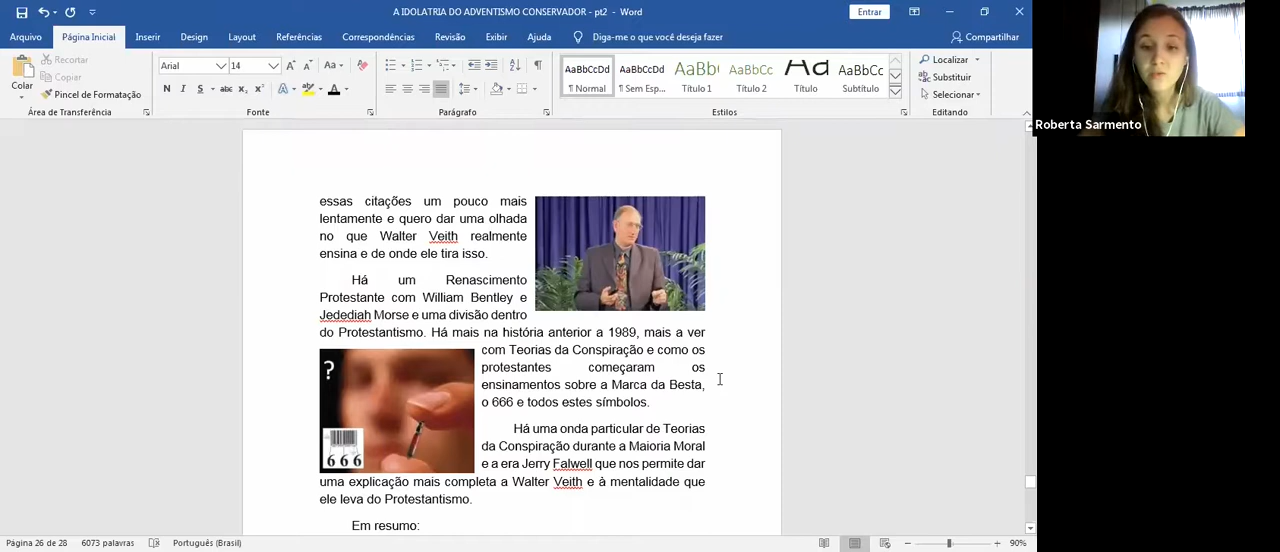 A IDOLATRIA DO ADVENTISMO CONSERVADOR - pt2 - Word
Entrar
Arquivo Página Inicial Inserir Design Layout Referências Correspondências Revisão Exibir Ajuda Diga-me o que você deseja fazer Compartilhar
Colar
Recortar
Copiar
Pincel de Formatação
Área de Transferência
Arial 14
N I S abc x₂ x²
Fonte
Parágrafo
AaBbCcDd AaBbCcDd AaBbCc AaBbCc AaB AaBbCc
¶ Normal ¶ Sem Esp... Título 1 Título 2 Título Subtítulo
Estilos
Localizar
Substituir
Selecionar
Editando
Roberta Sarmento
essas citações um pouco mais
lentamente e quero dar uma olhada
no que Walter Veith realmente
ensina e de onde ele tira isso.
Há um Renascimento
Protestante com William Bentley e
Jedediah Morse e uma divisão dentro
do Protestantismo. Há mais na história anterior a 1989, mais a ver
com Teorias da Conspiração e como os
protestantes começaram os
ensinamentos sobre a Marca da Besta,
o 666 e todos estes símbolos.
?
6 6 6
Há uma onda particular de Teorias
da Conspiração durante a Maioria Moral
e a era Jerry Falwell que nos permite dar
uma explicação mais completa a Walter Veith e à mentalidade que
ele leva do Protestantismo.
Em resumo:
Página 26 de 28 6073 palavras Português (Brasil) 90%